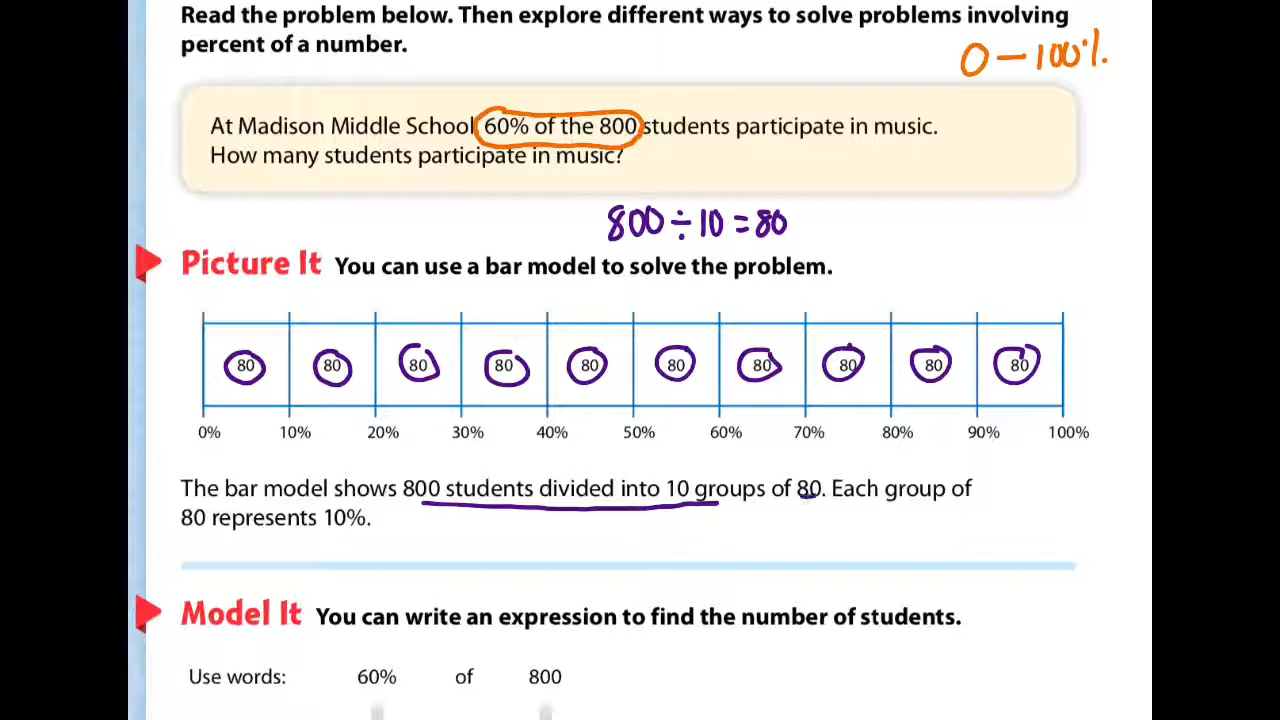 Read the problem below. Then explore different ways to solve problems involving
percent of a number.
0 - 100%
At Madison Middle School 60% of the 800 students participate in music.
How many students participate in music?
800 ÷ 10 = 80
Picture It You can use a bar model to solve the problem.
80 80 80 80 80 80 80 80 80 80
0% 10% 20% 30% 40% 50% 60% 70% 80% 90% 100%
The bar model shows 800 students divided into 10 groups of 80. Each group of
80 represents 10%.
Model It You can write an expression to find the number of students.
Use words: 60% of 800